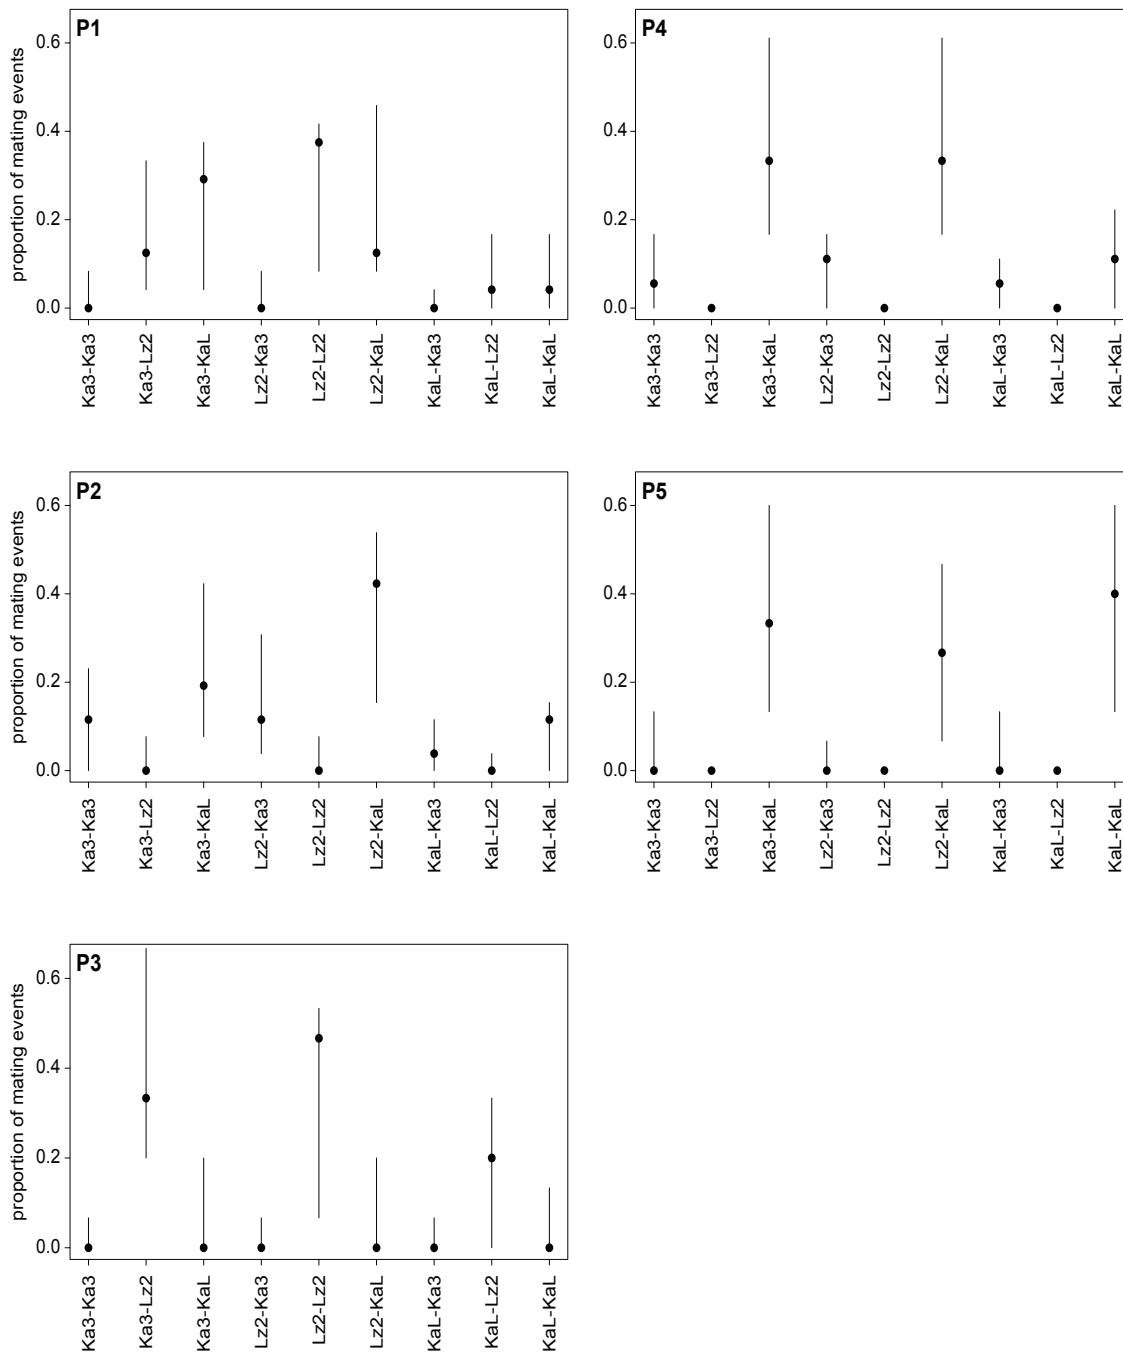 P1
proportion of mating events
0.6
0.4
0.2
0.0
Ka3-Ka3
Ka3-Lz2
Ka3-KaL
Lz2-Ka3
Lz2-Lz2
Lz2-KaL
KaL-Ka3
KaL-Lz2
KaL-KaL
P4
0.6
0.4
0.2
0.0
Ka3-Ka3
Ka3-Lz2
Ka3-KaL
Lz2-Ka3
Lz2-Lz2
Lz2-KaL
KaL-Ka3
KaL-Lz2
KaL-KaL
P2
proportion of mating events
0.6
0.4
0.2
0.0
Ka3-Ka3
Ka3-Lz2
Ka3-KaL
Lz2-Ka3
Lz2-Lz2
Lz2-KaL
KaL-Ka3
KaL-Lz2
KaL-KaL
P5
0.6
0.4
0.2
0.0
Ka3-Ka3
Ka3-Lz2
Ka3-KaL
Lz2-Ka3
Lz2-Lz2
Lz2-KaL
KaL-Ka3
KaL-Lz2
KaL-KaL
P3
proportion of mating events
0.6
0.4
0.2
0.0
Ka3-Ka3
Ka3-Lz2
Ka3-KaL
Lz2-Ka3
Lz2-Lz2
Lz2-KaL
KaL-Ka3
KaL-Lz2
KaL-KaL